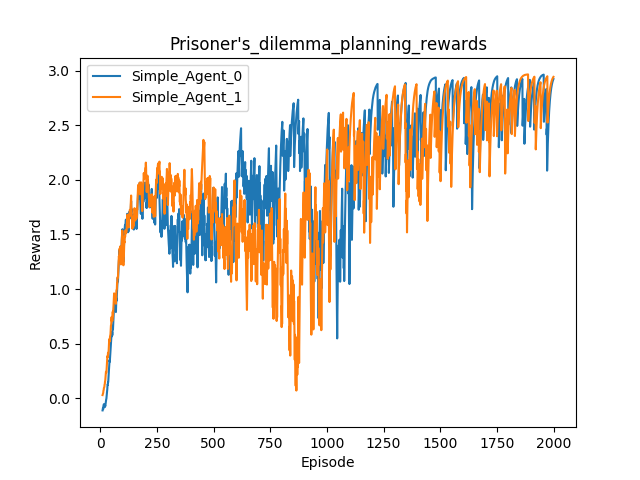 Prisoner's_dilemma_planning_rewards
Simple_Agent_0
Simple_Agent_1
3.0
2.5
2.0
1.5
1.0
0.5
0.0
Reward
0 250 500 750 1000 1250 1500 1750 2000
Episode